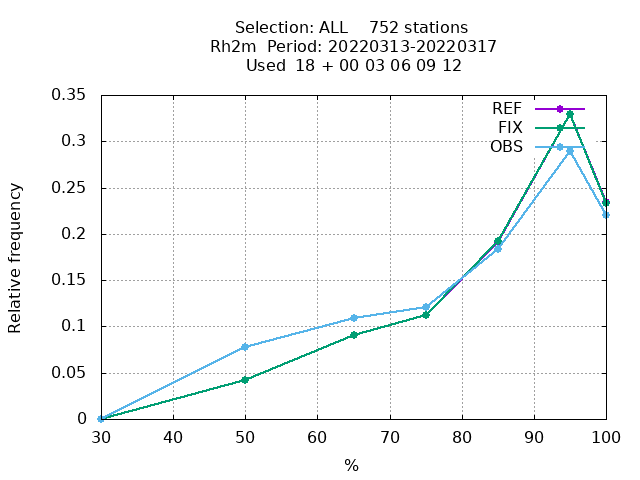 Selection: ALL    752 stations
Rh2m  Period: 20220313-20220317
Used  18 + 00 03 06 09 12
REF
FIX
OBS
Relative frequency
0.35
0.3
0.25
0.2
0.15
0.1
0.05
0
30 40 50 60 70 80 90 100
%